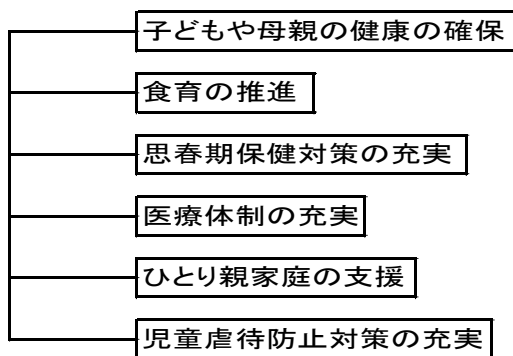 子どもや母親の健康の確保
食育の推進
思春期保健対策の充実
医療体制の充実
ひとり親家庭の支援
児童虐待防止対策の充実